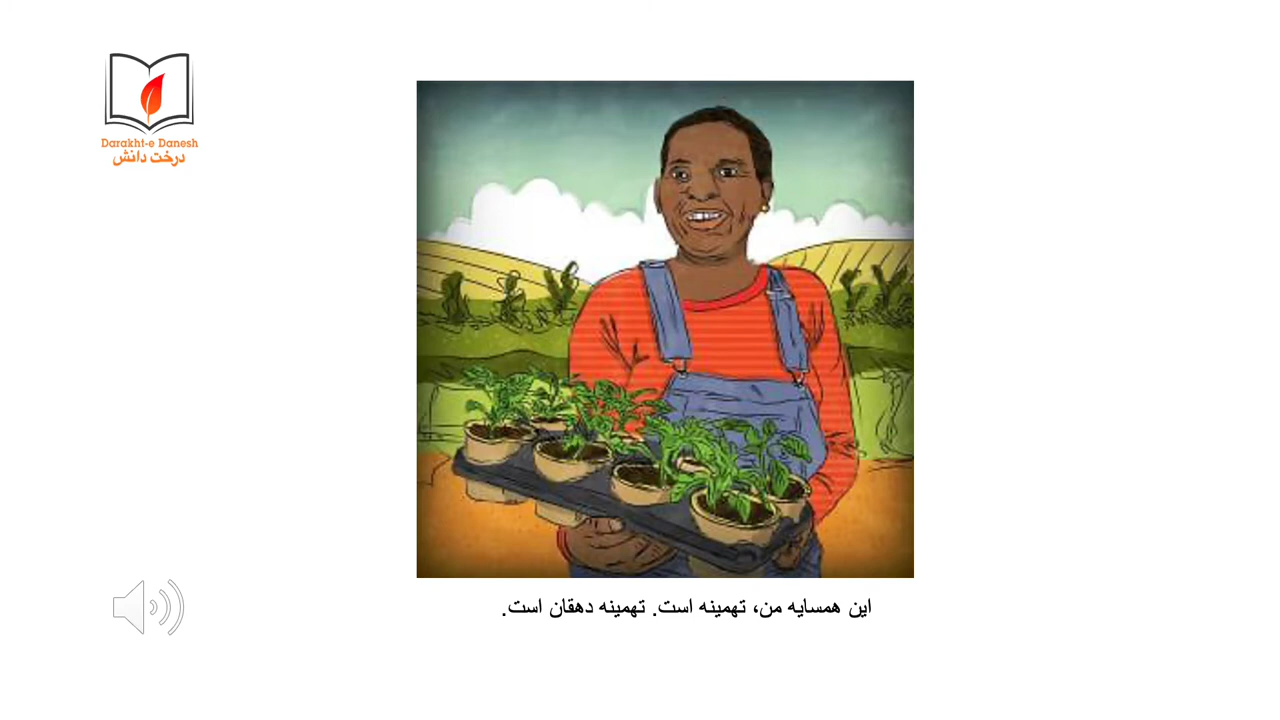 Darakht-e Danesh
درخت دانش
این همسایه من، تهمینه است. تهمینه دهقان است.